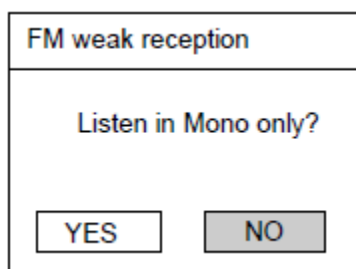 FM weak reception
Listen in Mono only?
YES NO